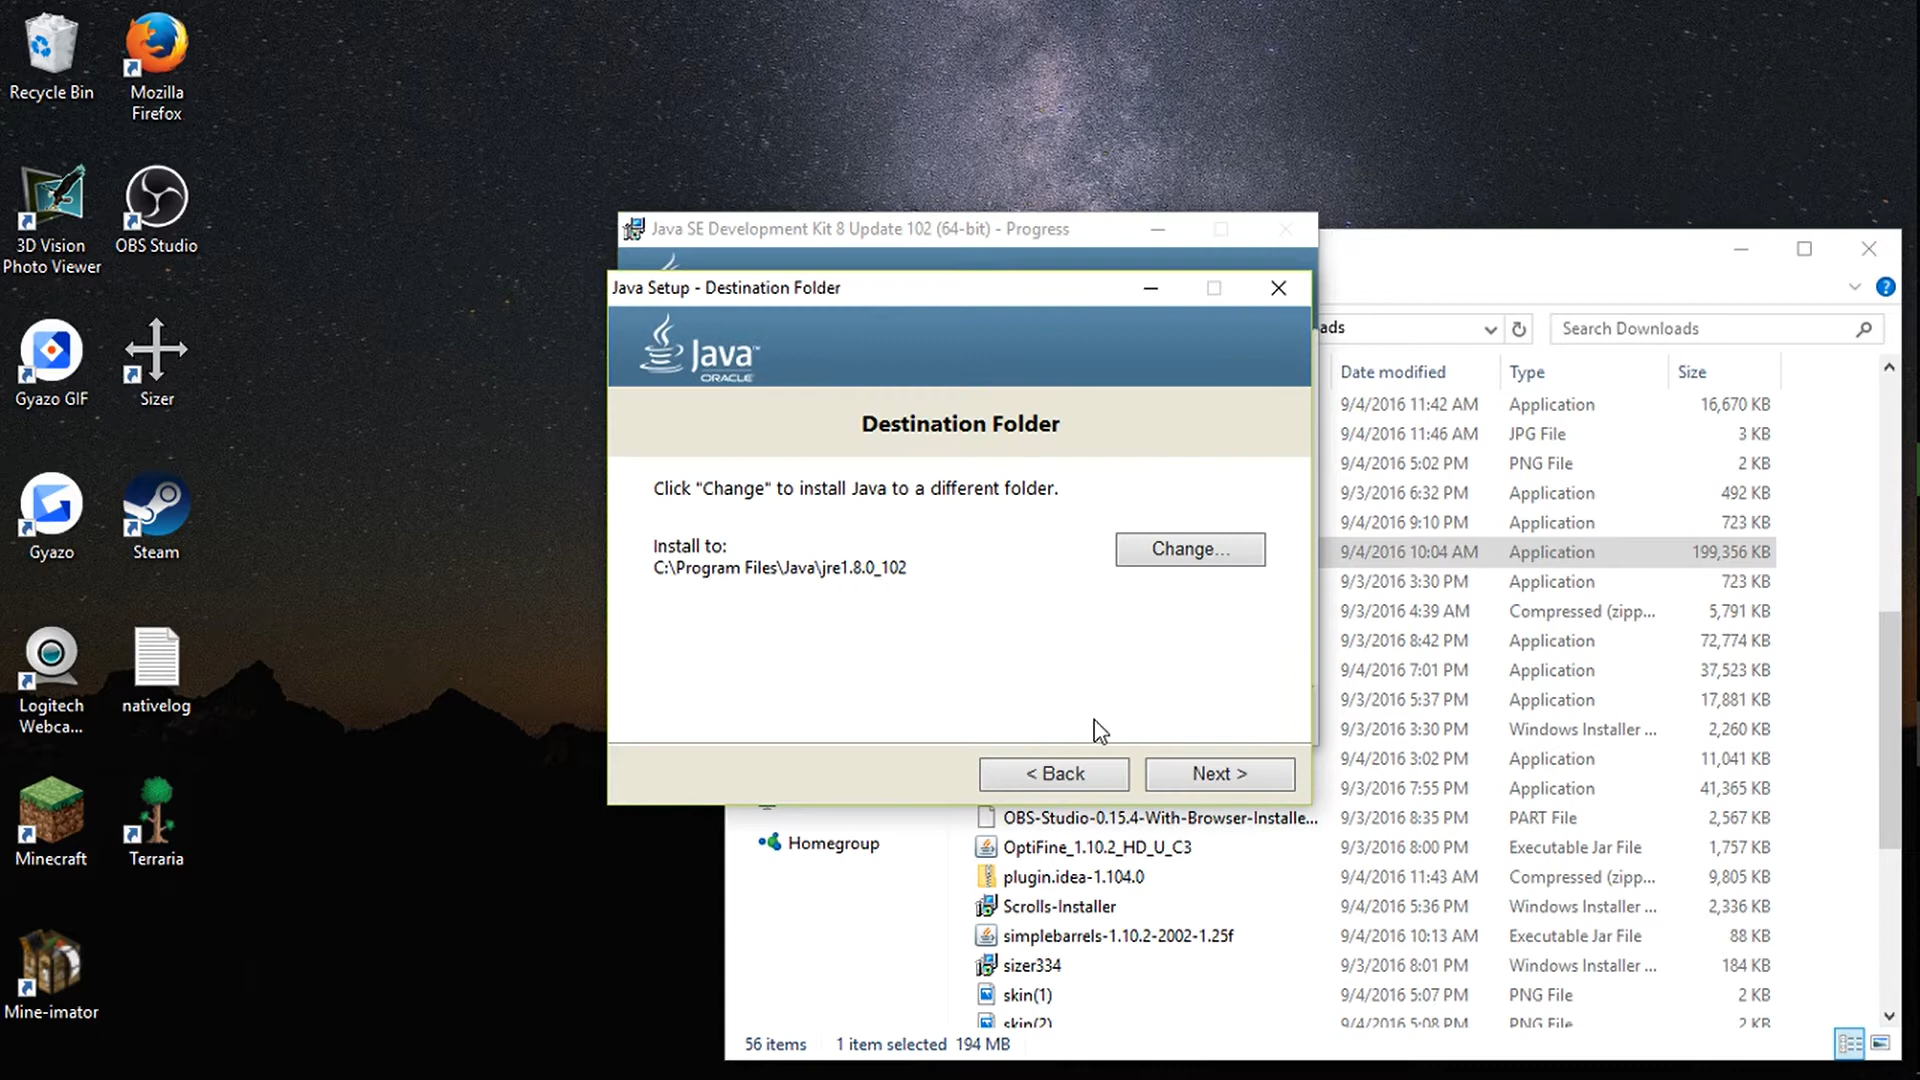 Recycle Bin
Mozilla
Firefox
3D Vision
Photo Viewer
OBS Studio
Gyazo GIF
Sizer
Gyazo
Steam
Logitech
Webca...
nativelog
Minecraft
Terraria
Mine-imator
Java SE Development Kit 8 Update 102 (64-bit) - Progress
Java Setup - Destination Folder
Java™
ORACLE
Destination Folder
Click "Change" to install Java to a different folder.
Install to:
C:\Program Files\Java\jre1.8.0_102
Change...
< Back
Next >
ads
Search Downloads
Date modified Type Size
9/4/2016 11:42 AM Application 16,670 KB
9/4/2016 11:46 AM JPG File 3 KB
9/4/2016 5:02 PM PNG File 2 KB
9/3/2016 6:32 PM Application 492 KB
9/4/2016 9:10 PM Application 723 KB
9/4/2016 10:04 AM Application 199,356 KB
9/3/2016 3:30 PM Application 723 KB
9/3/2016 4:39 AM Compressed (zipp... 5,791 KB
9/3/2016 8:42 PM Application 72,774 KB
9/4/2016 7:01 PM Application 37,523 KB
9/3/2016 5:37 PM Application 17,881 KB
9/3/2016 3:30 PM Windows Installer ... 2,260 KB
9/4/2016 3:02 PM Application 11,041 KB
9/3/2016 7:55 PM Application 41,365 KB
OBS-Studio-0.15.4-With-Browser-Installe... 9/3/2016 8:35 PM PART File 2,567 KB
Homegroup
OptiFine_1.10.2_HD_U_C3 9/3/2016 8:00 PM Executable Jar File 1,757 KB
plugin.idea-1.104.0 9/4/2016 11:43 AM Compressed (zipp... 9,805 KB
Scrolls-Installer 9/4/2016 5:36 PM Windows Installer ... 2,336 KB
simplebarrels-1.10.2-2002-1.25f 9/4/2016 10:13 AM Executable Jar File 88 KB
sizer334 9/3/2016 8:01 PM Windows Installer ... 184 KB
skin(1) 9/4/2016 5:07 PM PNG File 2 KB
skin(2) 9/4/2016 5:08 PM PNG File 2 KB
56 items 1 item selected 194 MB